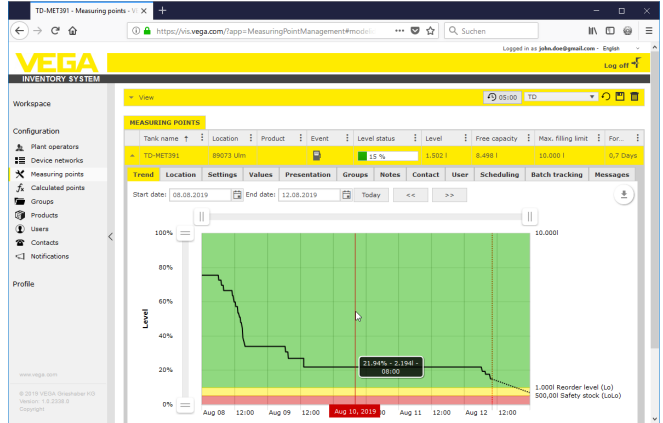 TD-MET391 - Measuring points - VI
https://vis.vega.com/?app=MeasuringPointManagement#mode
Suchen
Logged in as john.doe@gmail.com - English
VEGA
Log off
INVENTORY SYSTEM
Workspace
Configuration
Plant operators
Device networks
Measuring points
Calculated points
Groups
Products
Users
Contacts
Notifications
Profile
www.vega.com
© 2019 VEGA Grieshaber KG
Version: 1.0.2338.0
Copyright
View
05:00
TD
MEASURING POINTS
Tank name ↑ Location Product Event Level status Level Free capacity Max. filling limit For...
TD-MET391 89073 Ulm 15 % 1.502 l 8.498 l 10.000 l 0,7 Days
Trend Location Settings Values Presentation Groups Notes Contact User Scheduling Batch tracking Messages
Start date: 08.08.2019 End date: 12.08.2019 Today << >>
100%
10.000l
80%
60%
Level
40%
21.94% - 2.194l -
08:00
20%
1.000l Reorder level (Lo)
500,00l Safety stock (LoLo)
0%
Aug 08 12:00 Aug 09 12:00 Aug 10, 2019 Aug 11 12:00 Aug 12 12:00